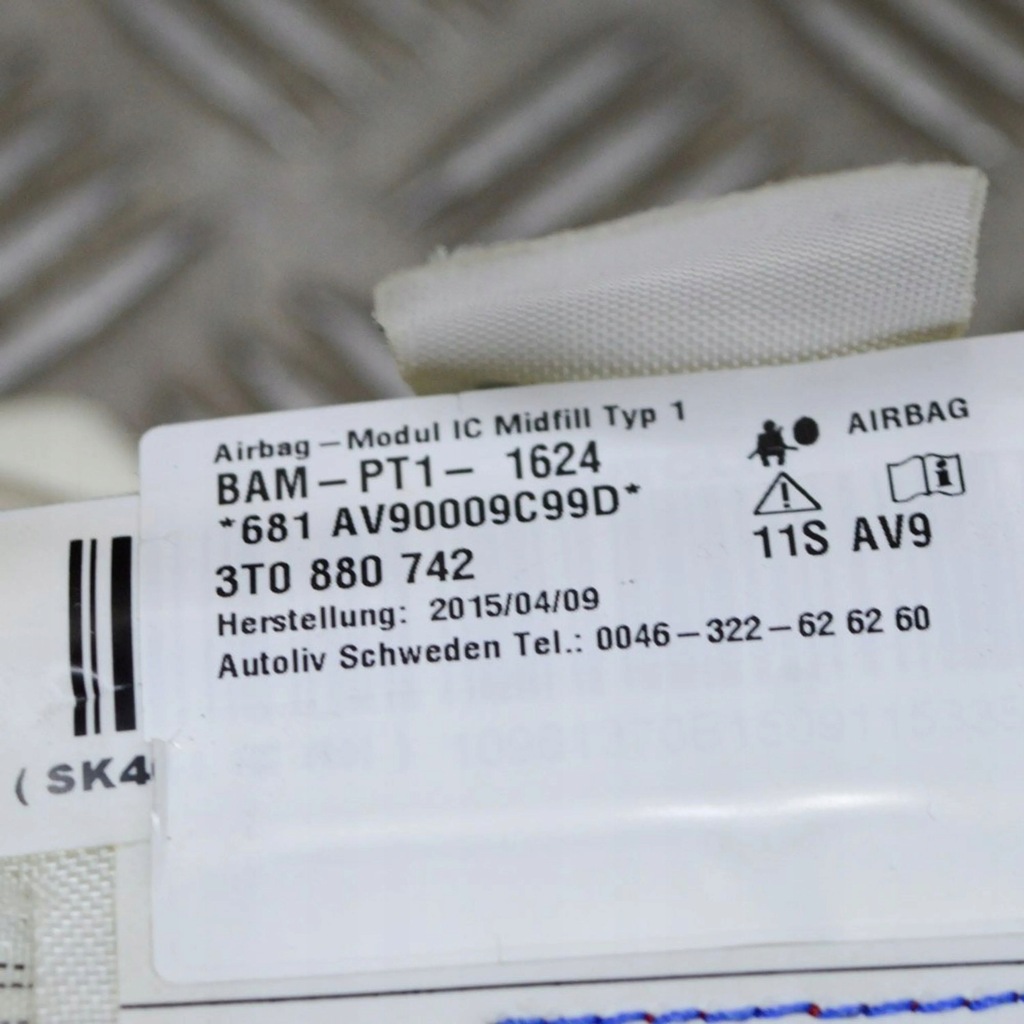 Airbag-Modul IC Midfill Typ 1
BAM-PT1- 1624
*681 AV90009C99D*
3T0 880 742
Herstellung: 2015/04/09
Autoliv Schweden Tel.: 0046-322-62 62 60
AIRBAG
11S AV9
(SK4